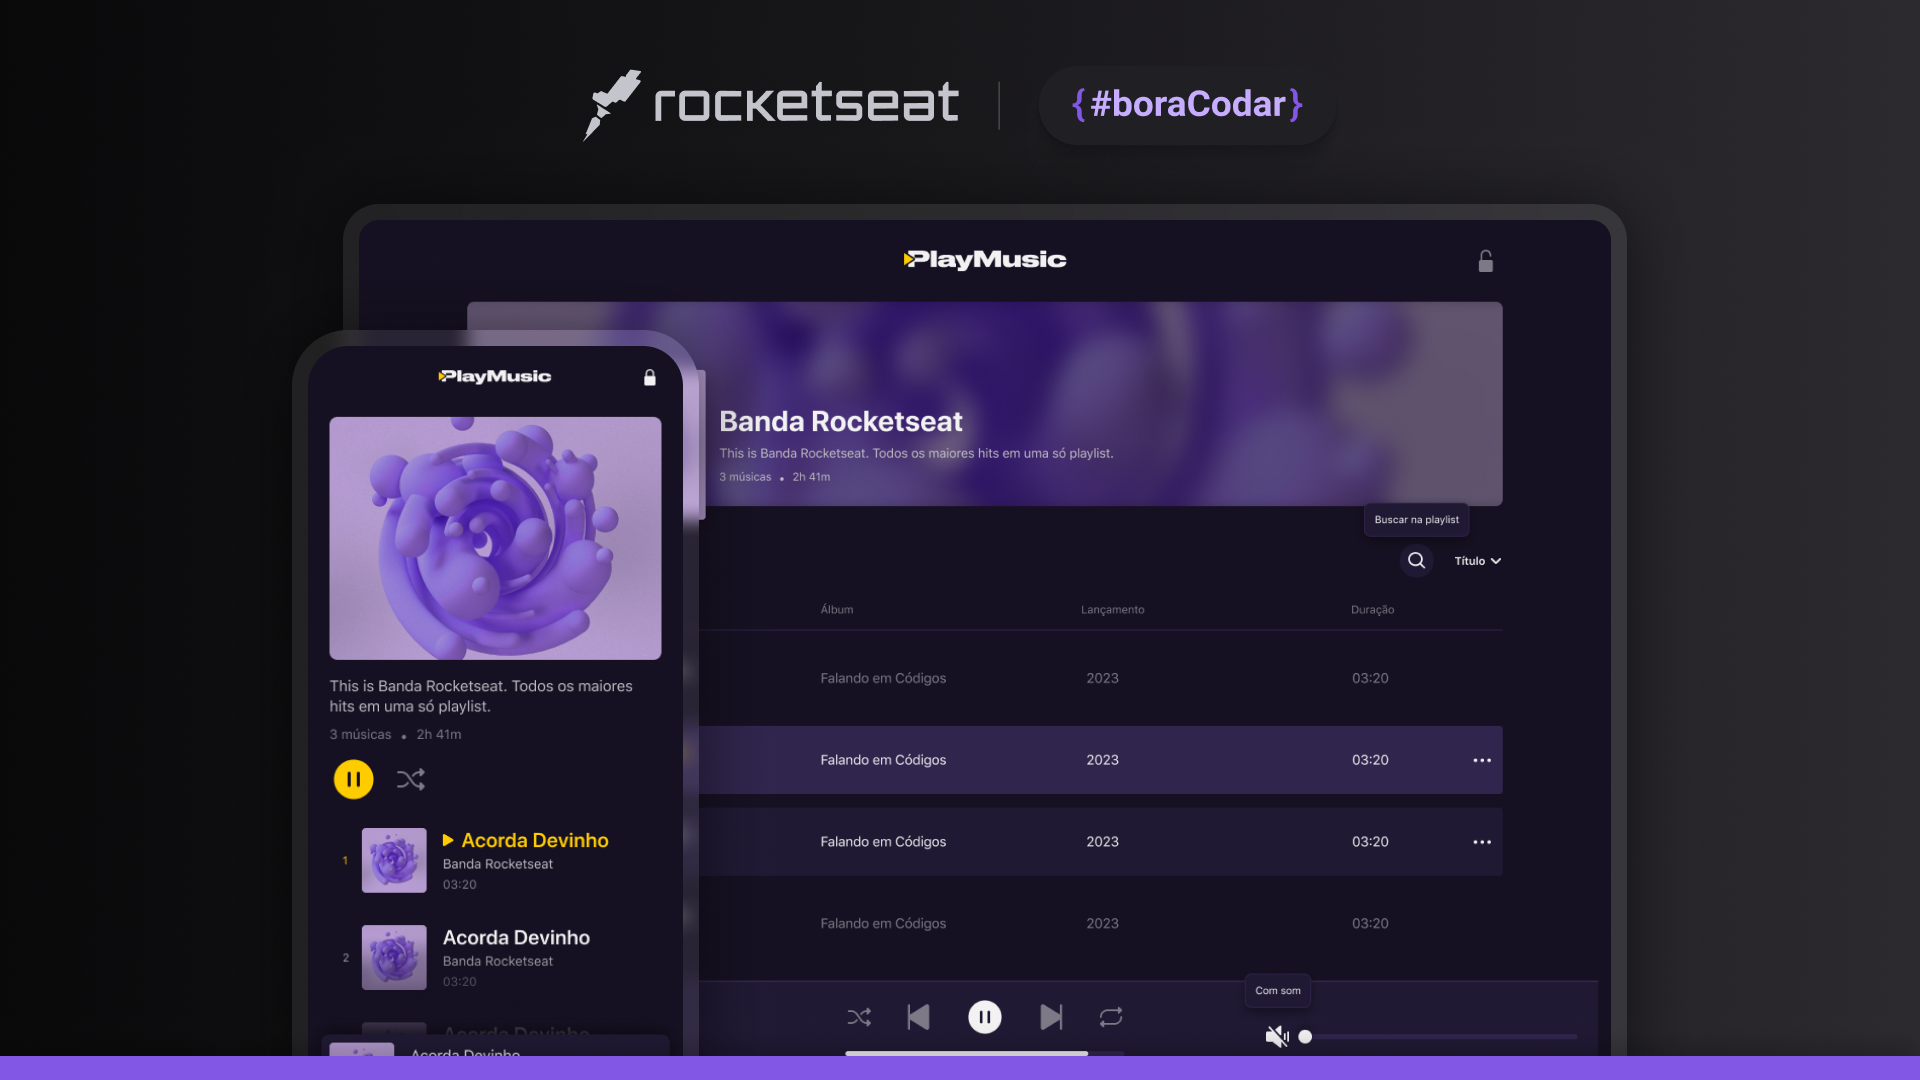 rocketseat
{#boraCodar}
PlayMusic
Banda Rocketseat
This is Banda Rocketseat. Todos os maiores hits em uma só playlist.
3 músicas • 2h 41m
Buscar na playlist
Título
Álbum Lançamento Duração
Falando em Códigos 2023 03:20
Falando em Códigos 2023 03:20
Falando em Códigos 2023 03:20
Falando em Códigos 2023 03:20
Com som
PlayMusic
This is Banda Rocketseat. Todos os maiores
hits em uma só playlist.
3 músicas • 2h 41m
1
Acorda Devinho
Banda Rocketseat
03:20
2
Acorda Devinho
Banda Rocketseat
03:20
Acorda Devinho
Acorda Devinho